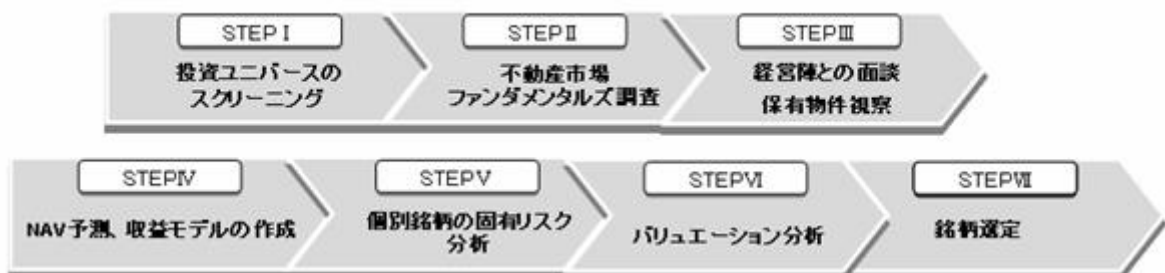 STEPⅠ
投資ユニバースの
スクリーニング
STEPⅡ
不動産市場
ファンダメンタルズ調査
STEPⅢ
経営陣との面談
保有物件視察
STEPⅣ
NAV予測、収益モデルの作成
STEPⅤ
個別銘柄の固有リスク
分析
STEPⅥ
バリュエーション分析
STEPⅦ
銘柄選定